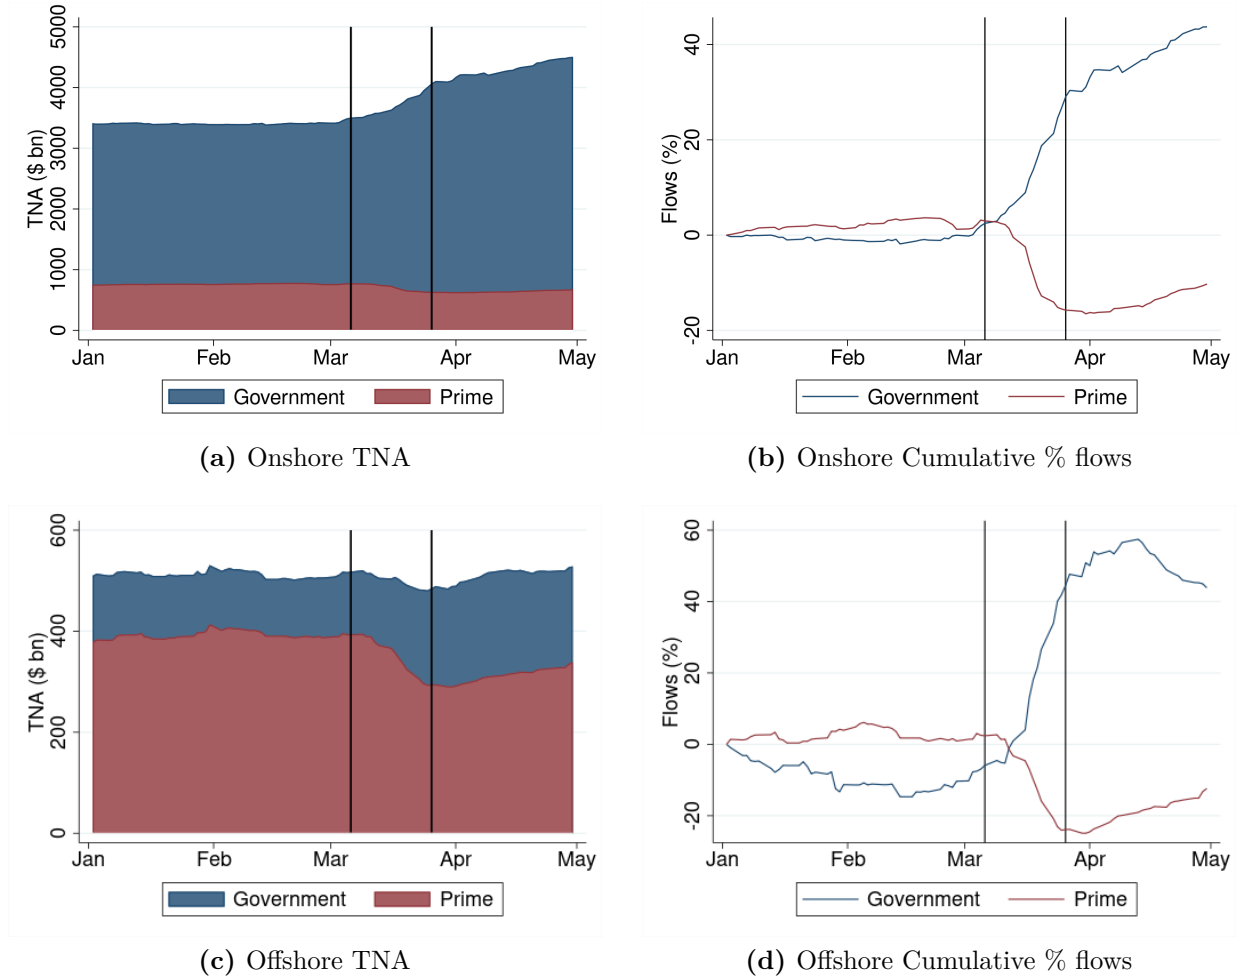 TNA ($ bn)
5000
4000
3000
2000
1000
0
Jan Feb Mar Apr May
Government Prime
(a) Onshore TNA
Flows (%)
40
20
0
-20
Jan Feb Mar Apr May
Government Prime
(b) Onshore Cumulative % flows
TNA ($ bn)
600
400
200
0
Jan Feb Mar Apr May
Government Prime
(c) Offshore TNA
Flows (%)
60
40
20
0
-20
Jan Feb Mar Apr May
Government Prime
(d) Offshore Cumulative % flows